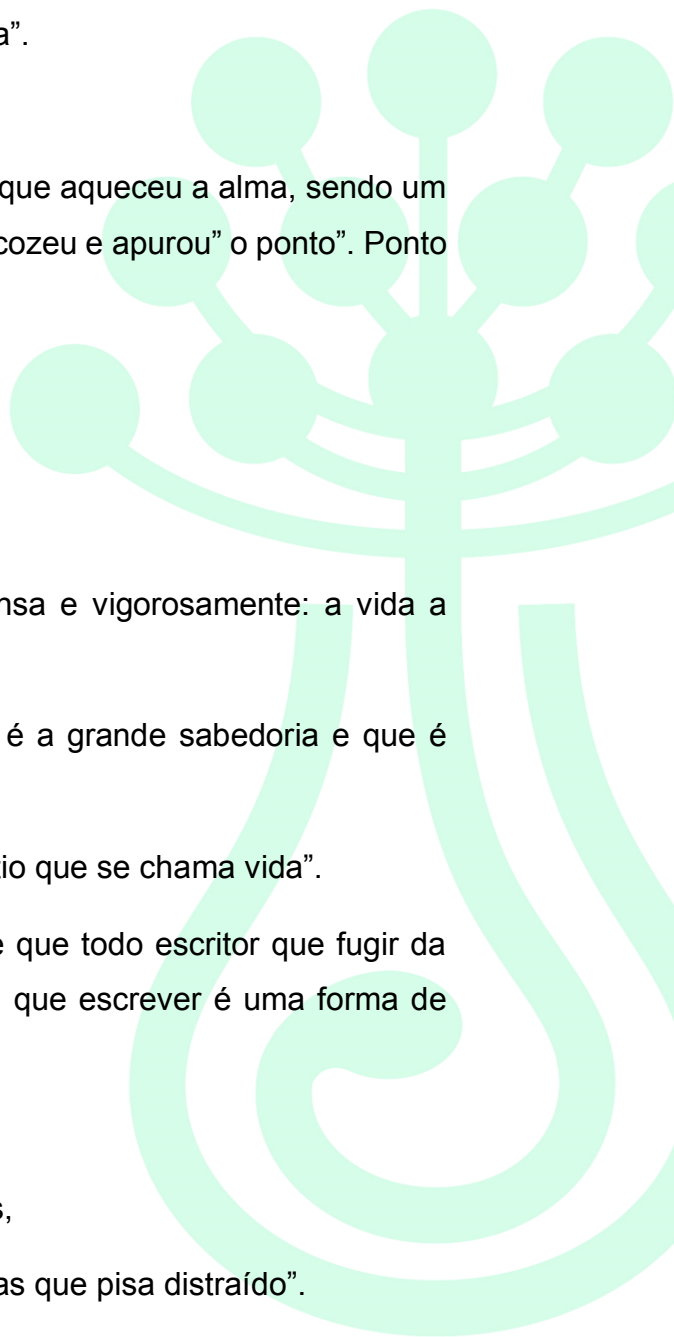 a”.
que aqueceu a alma, sendo um
cozeu e apurou” o ponto”. Ponto
nsa e vigorosamente: a vida a
é a grande sabedoria e que é
tio que se chama vida”.
e que todo escritor que fugir da
que escrever é uma forma de
s,
as que pisa distraído”.